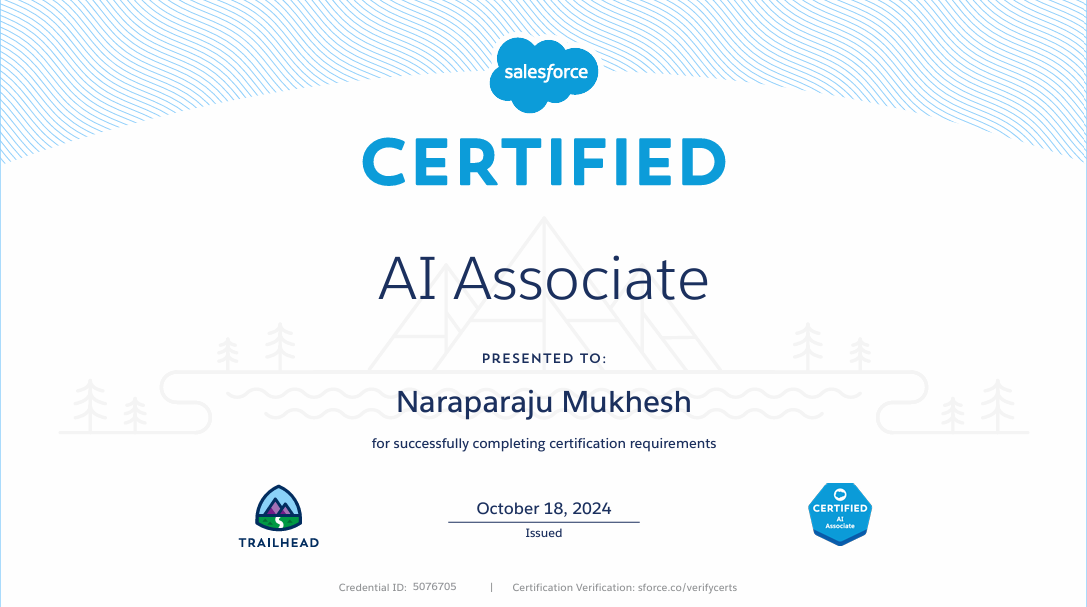 salesforce
CERTIFIED
AI Associate
PRESENTED TO:
Naraparaju Mukhesh
for successfully completing certification requirements
October 18, 2024
Issued
TRAILHEAD
CERTIFIED
AI
Associate
Credential ID: 5076705 | Certification Verification: sforce.co/verifycerts